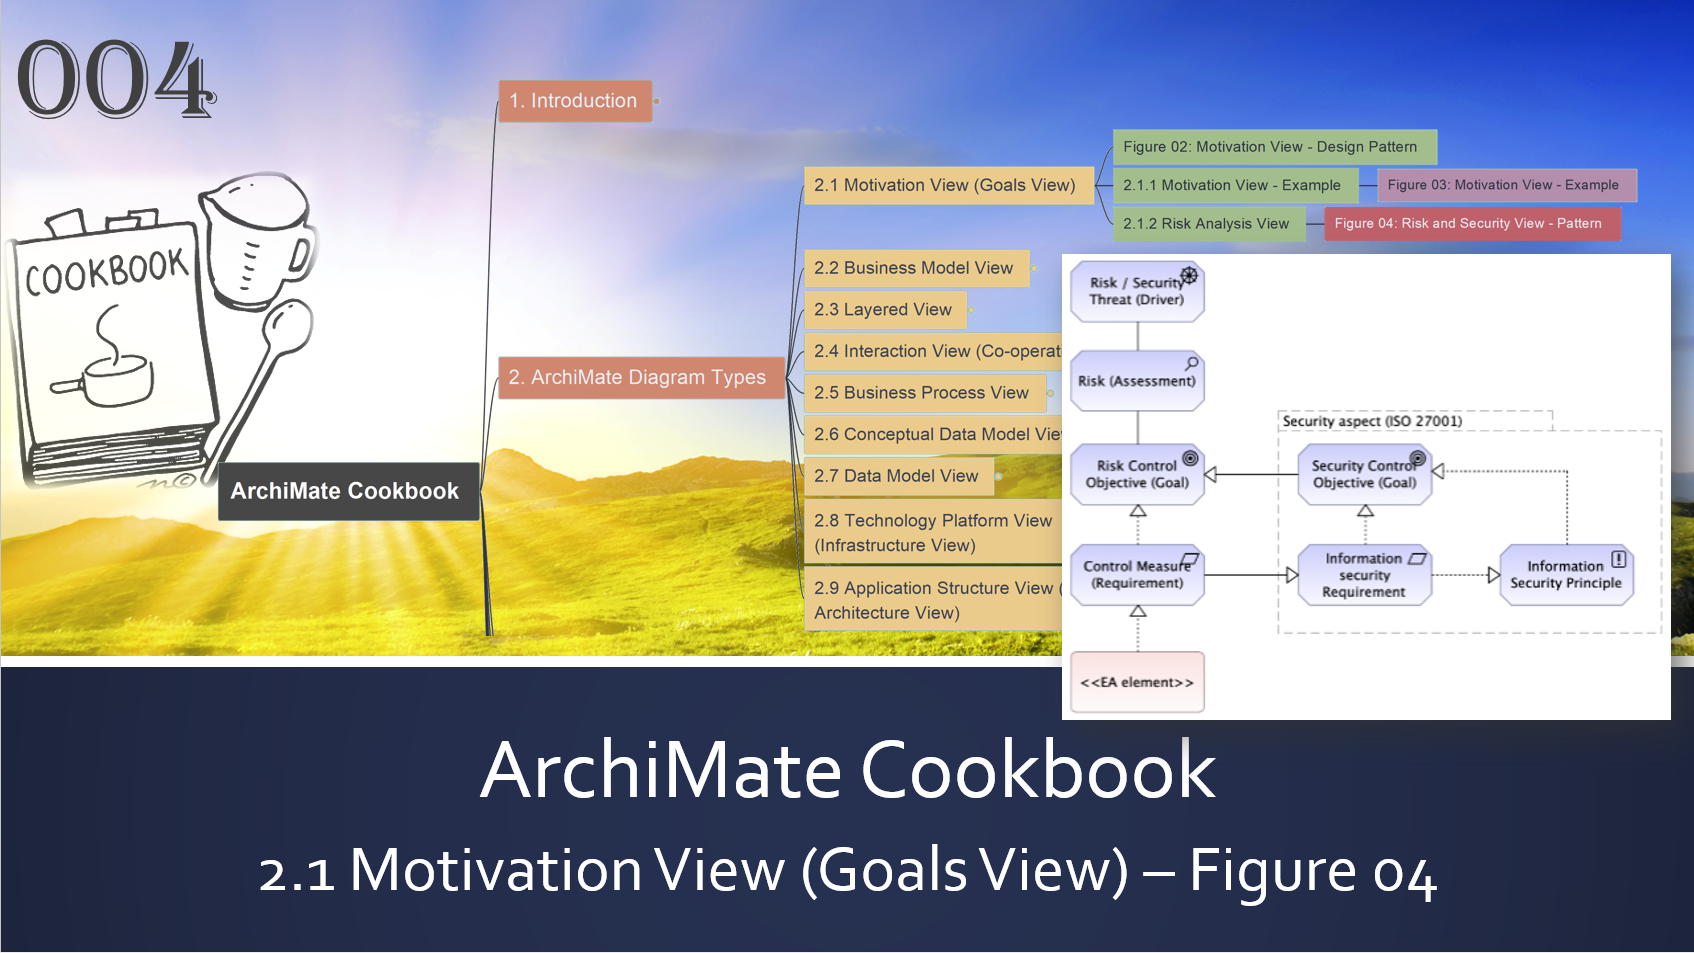 004
COOKBOOK
ArchiMate Cookbook
1. Introduction
2. ArchiMate Diagram Types
2.1 Motivation View (Goals View)
Figure 02: Motivation View - Design Pattern
2.1.1 Motivation View - Example
Figure 03: Motivation View - Example
2.1.2 Risk Analysis View
Figure 04: Risk and Security View - Pattern
2.2 Business Model View
2.3 Layered View
2.4 Interaction View (Co-operat
2.5 Business Process View
2.6 Conceptual Data Model Vie
2.7 Data Model View
2.8 Technology Platform View
(Infrastructure View)
2.9 Application Structure View (
Architecture View)
Risk / Security
Threat (Driver)
Risk (Assessment)
Security aspect (ISO 27001)
Risk Control
Objective (Goal)
Security Control
Objective (Goal)
Control Measure
(Requirement)
Information
security
Requirement
Information
Security Principle
<<EA element>>
ArchiMate Cookbook
2.1 Motivation View (Goals View) – Figure 04